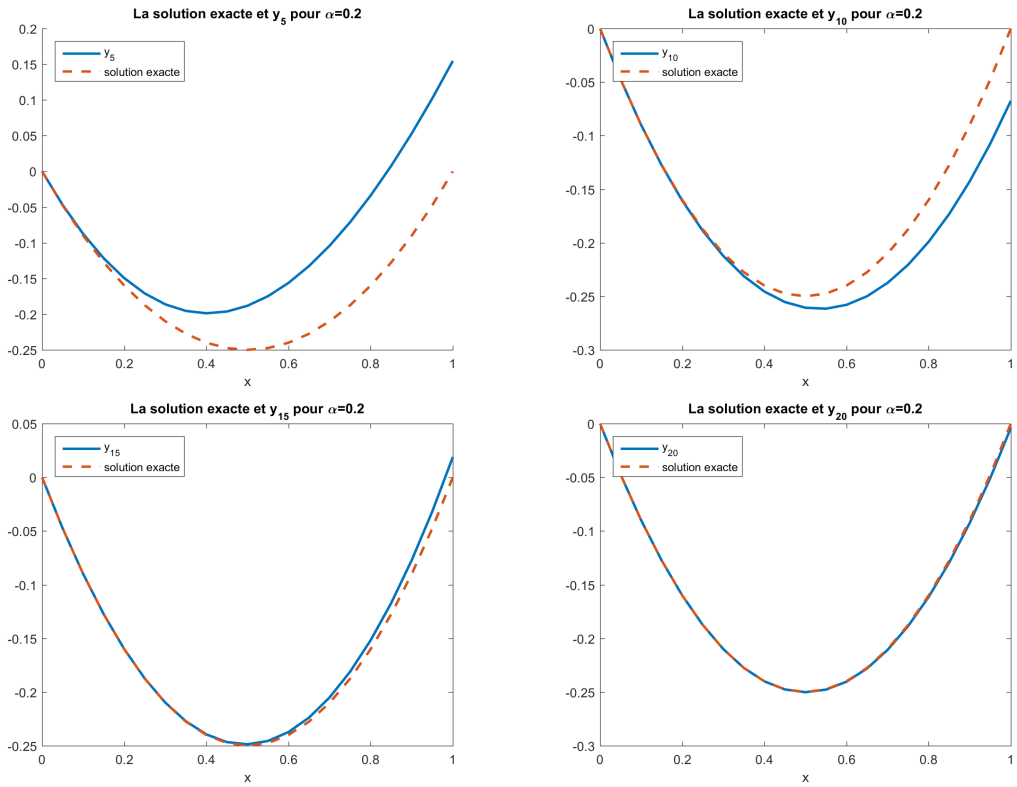 La solution exacte et y5 pour α=0.2
0.2
0.15
0.1
0.05
0
-0.05
-0.1
-0.15
-0.2
-0.25
y5
solution exacte
0 0.2 0.4 0.6 0.8 1
x
La solution exacte et y10 pour α=0.2
0
-0.05
-0.1
-0.15
-0.2
-0.25
-0.3
y10
solution exacte
0 0.2 0.4 0.6 0.8 1
x
La solution exacte et y15 pour α=0.2
0.05
0
-0.05
-0.1
-0.15
-0.2
-0.25
y15
solution exacte
0 0.2 0.4 0.6 0.8 1
x
La solution exacte et y20 pour α=0.2
0
-0.05
-0.1
-0.15
-0.2
-0.25
-0.3
y20
solution exacte
0 0.2 0.4 0.6 0.8 1
x